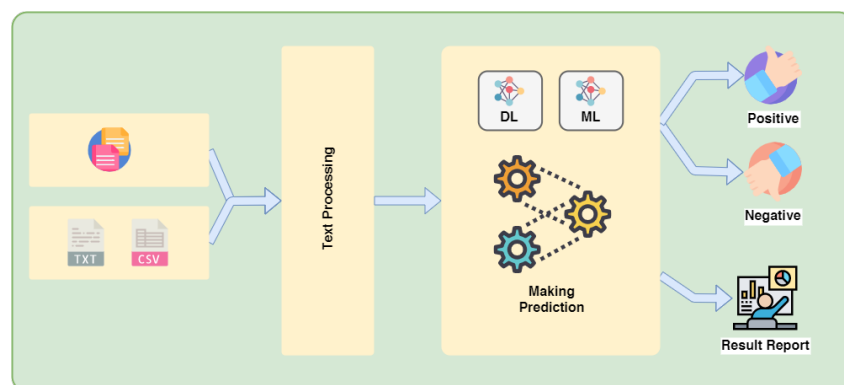 TXT
CSV
Text Processing
DL
ML
Making
Prediction
Positive
Negative
Result Report